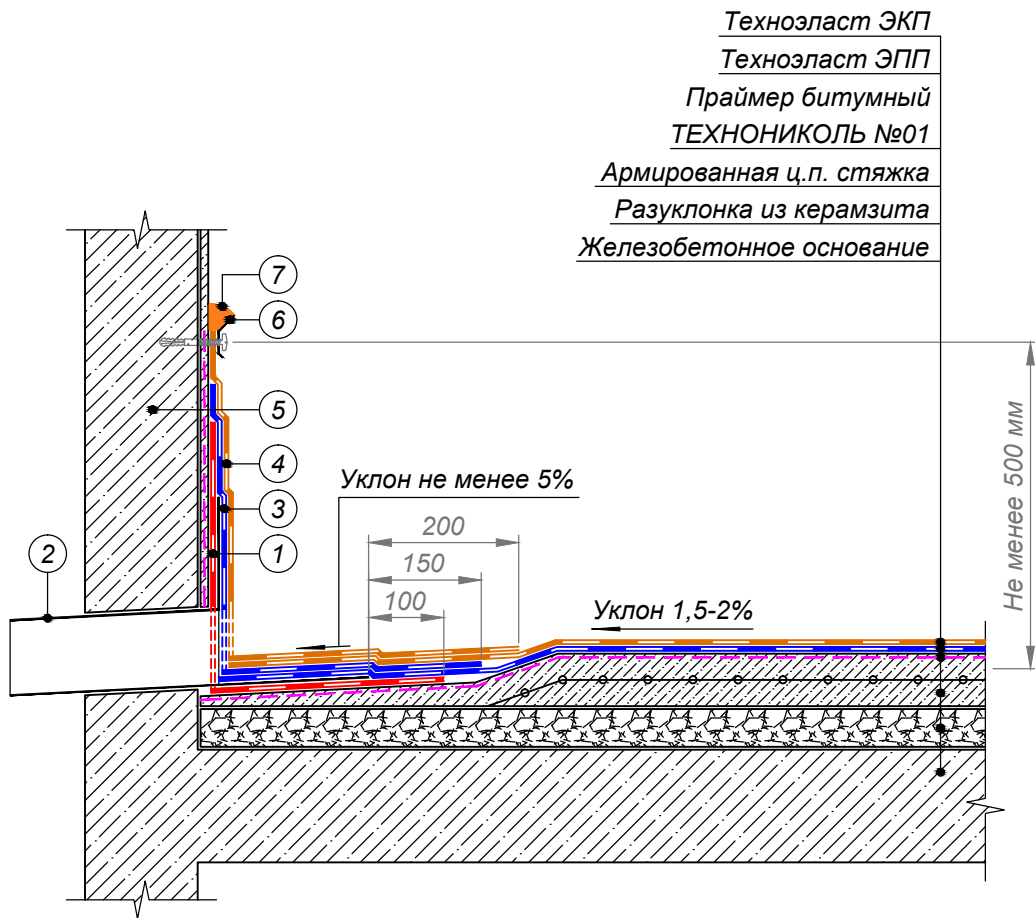 Техноэласт ЭКП
Техноэласт ЭПП
Праймер битумный
ТЕХНОНИКОЛЬ №01
Армированная ц.п. стяжка
Разуклонка из керамзита
Железобетонное основание
7
6
5
4
3
1
2
Уклон не менее 5%
200
150
100
Уклон 1,5-2%
Не менее 500 мм